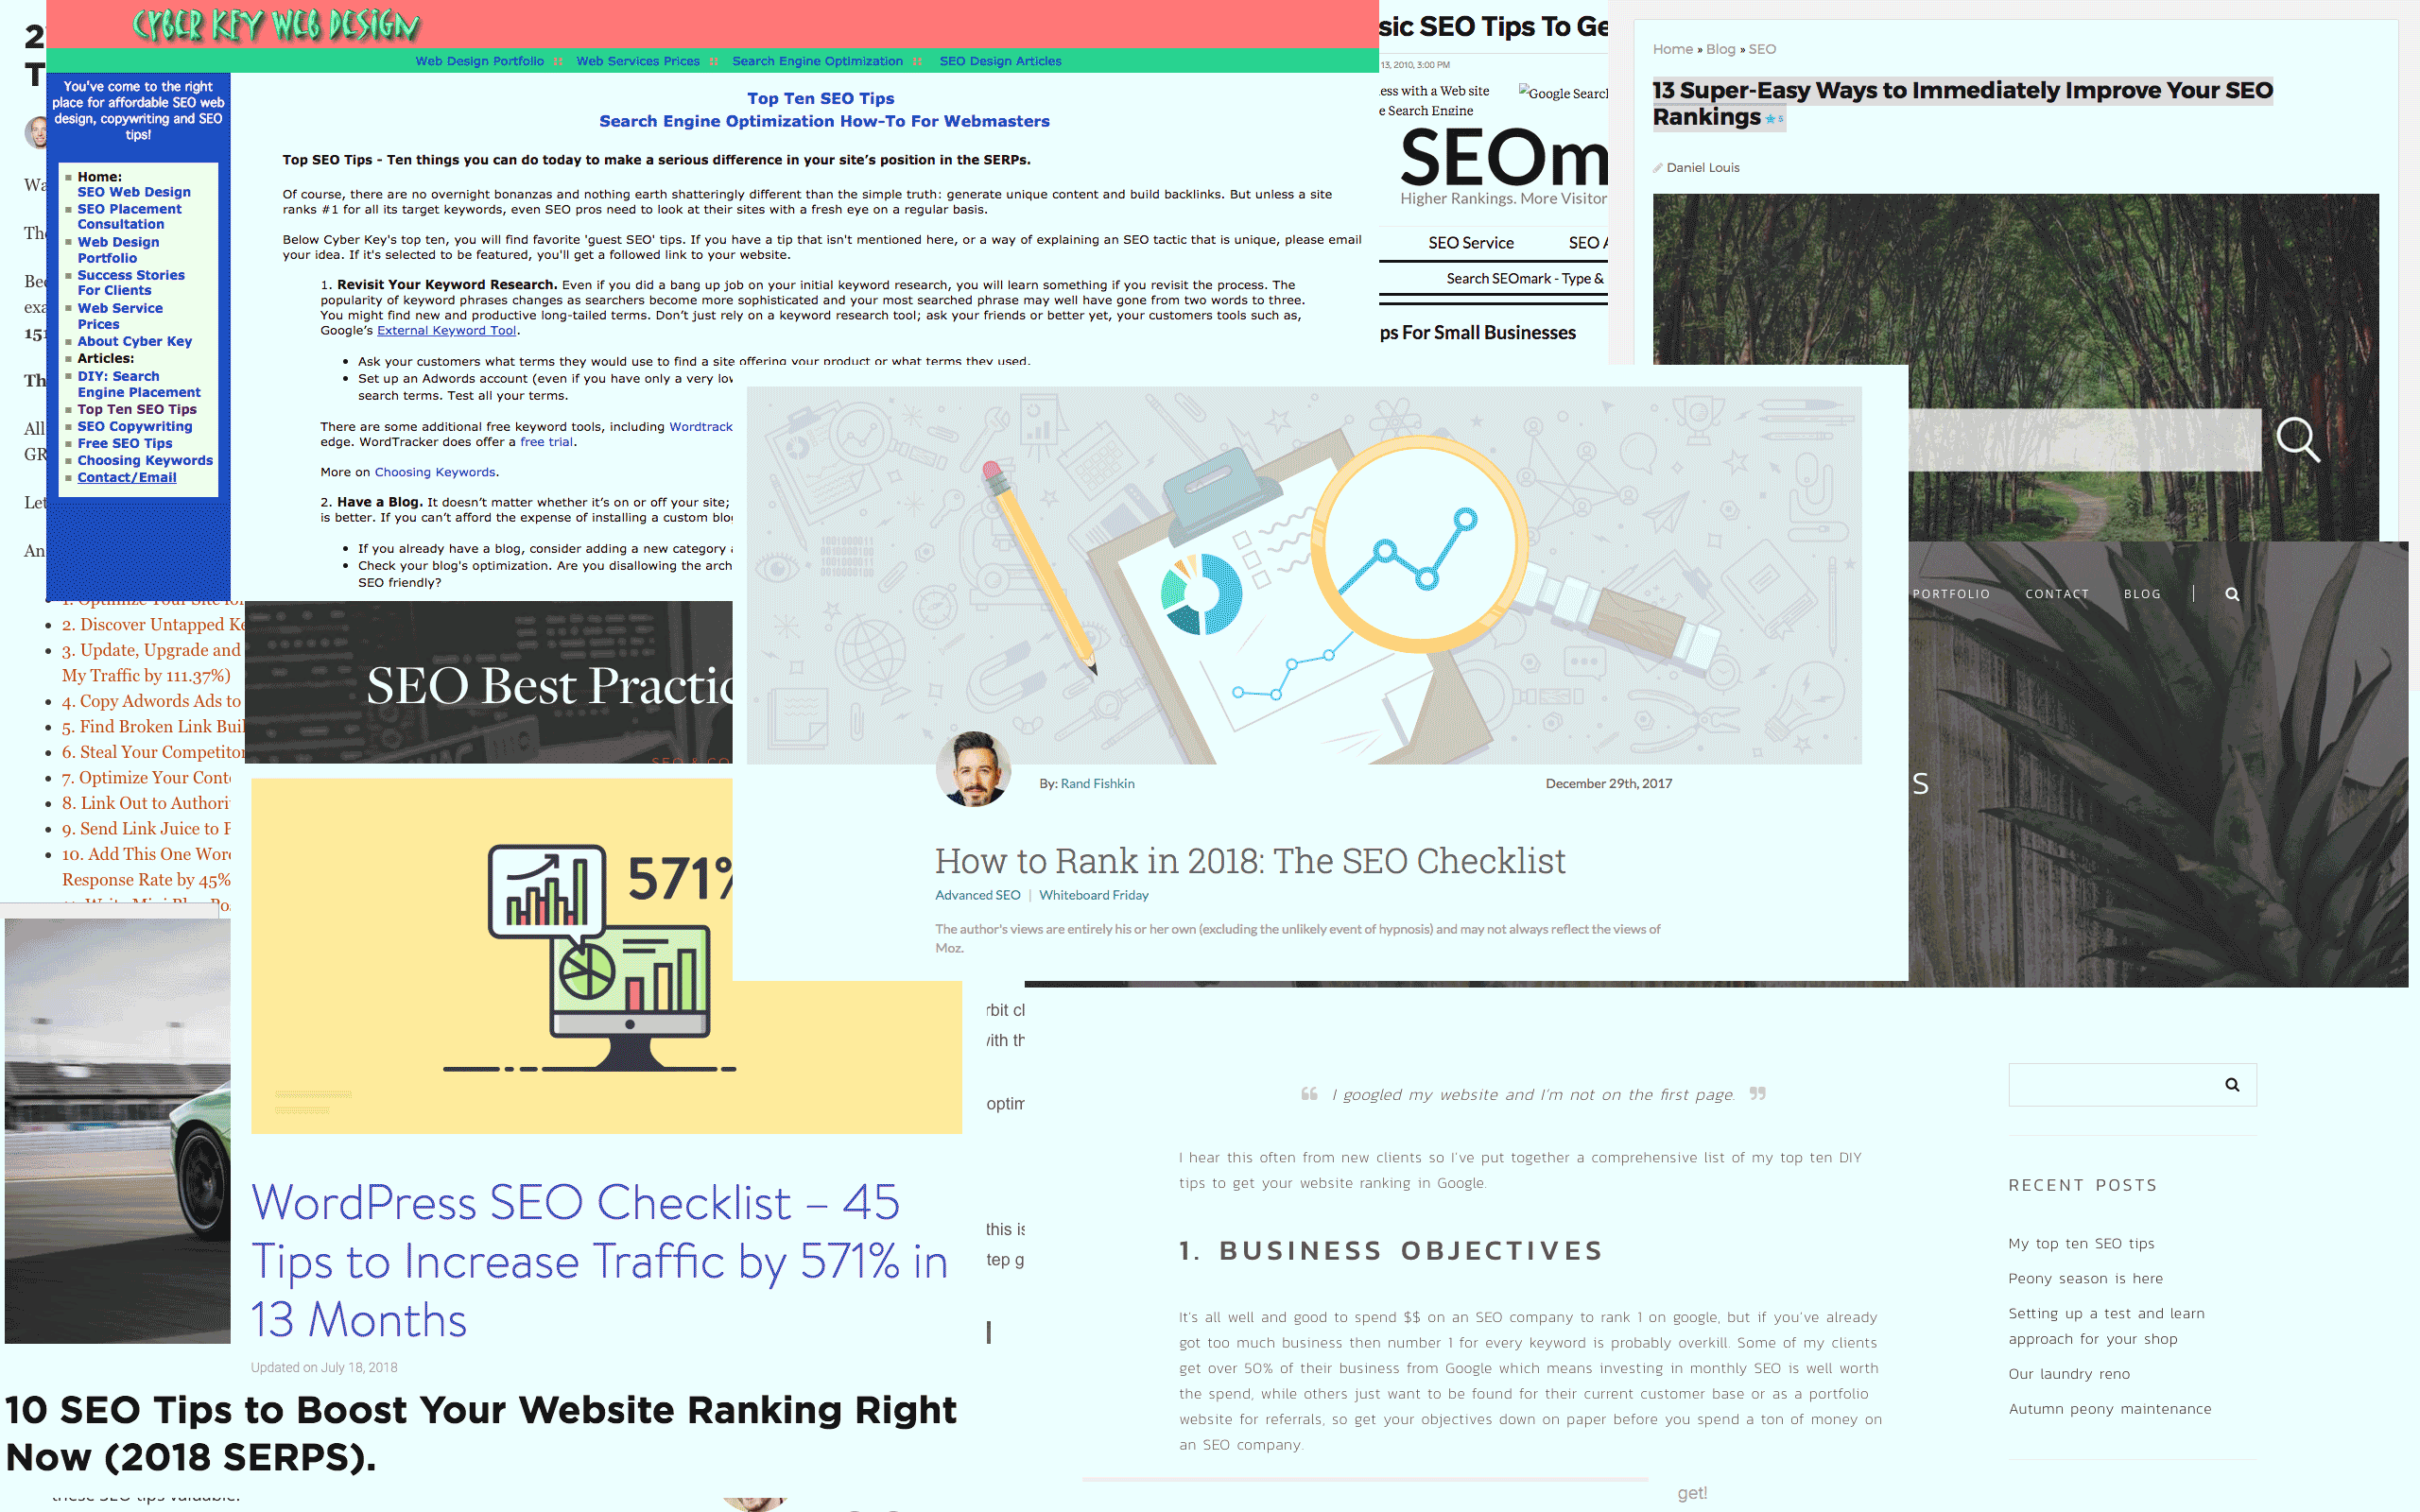 CYBER KEY WEB DESIGN
Web Design Portfolio
Web Services Prices
Search Engine Optimization
SEO Design Articles
You've come to the right
place for affordable SEO web
design, copywriting and SEO
tips!
Home:
SEO Web Design
SEO Placement
Consultation
Web Design
Portfolio
Success Stories
For Clients
Web Service
Prices
About Cyber Key
Articles:
DIY: Search
Engine Placement
Top Ten SEO Tips
SEO Copywriting
Free SEO Tips
Choosing Keywords
Contact/Email
Top Ten SEO Tips
Search Engine Optimization How-To For Webmasters
Top SEO Tips - Ten things you can do today to make a serious difference in your site's position in the SERPs.
Of course, there are no overnight bonanzas and nothing earth shatteringly different than the simple truth: generate unique content and build backlinks. But unless a site
ranks #1 for all its target keywords, even SEO pros need to look at their sites with a fresh eye on a regular basis.
Below Cyber Key's top ten, you will find favorite 'guest SEO' tips. If you have a tip that isn't mentioned here, or a way of explaining an SEO tactic that is unique, please email
your idea. If it's selected to be featured, you'll get a followed link to your website.
1. Revisit Your Keyword Research. Even if you did a bang up job on your initial keyword research, you will learn something if you revisit the process. The
popularity of keyword phrases changes as searchers become more sophisticated and your most searched phrase may well have gone from two words to three.
You might find new and productive long-tailed terms. Don't just rely on a keyword research tool; ask your friends or better yet, your customers tools such as,
Google's External Keyword Tool.
Ask your customers what terms they would use to find a site offering your product or what terms they used.
Set up an Adwords account (even if you have only a very lov
search terms. Test all your terms.
There are some additional free keyword tools, including Wordtrack
edge. WordTracker does offer a free trial.
More on Choosing Keywords.
2. Have a Blog. It doesn't matter whether it's on or off your site;
is better. If you can't afford the expense of installing a custom blo
If you already have a blog, consider adding a new category
Check your blog's optimization. Are you disallowing the arch
SEO friendly?
2
T
Wa
The
Bec
exa
151
Th
All
GR
Let
An
1. Optimize Your Site for
2. Discover Untapped Ke
3. Update, Upgrade and
My Traffic by 111.37%)
4. Copy Adwords Ads to
5. Find Broken Link Buil
6. Steal Your Competitor
7. Optimize Your Conte
8. Link Out to Authori
9. Send Link Juice to P
10. Add This One Word
Response Rate by 45%
sic SEO Tips To Ge
13, 2010, 3:00 PM
ess with a Web site
e Search Engine
Google Search
SEOm
Higher Rankings. More Visitor
SEO Service
SEO A
Search SEOmark - Type &
ps For Small Businesses
Home » Blog » SEO
13 Super-Easy Ways to Immediately Improve Your SEO
Rankings 5
Daniel Louis
PORTFOLIO
CONTACT
BLOG
S
SEO Best Practic
SEO & CO
By: Rand Fishkin
December 29th, 2017
How to Rank in 2018: The SEO Checklist
Advanced SEO | Whiteboard Friday
The author's views are entirely his or her own (excluding the unlikely event of hypnosis) and may not always reflect the views of
Moz.
571%
WordPress SEO Checklist – 45
Tips to Increase Traffic by 571% in
13 Months
Updated on July 18, 2018
10 SEO Tips to Boost Your Website Ranking Right
Now (2018 SERPS).
these SEO tips valuable.
rbit cl
vith th
optim
this is
tep g
“ I googled my website and I'm not on the first page. ”
I hear this often from new clients so I've put together a comprehensive list of my top ten DIY
tips to get your website ranking in Google.
1. BUSINESS OBJECTIVES
It's all well and good to spend $$ on an SEO company to rank 1 on google, but if you've already
got too much business then number 1 for every keyword is probably overkill. Some of my clients
get over 50% of their business from Google which means investing in monthly SEO is well worth
the spend, while others just want to be found for their current customer base or as a portfolio
website for referrals, so get your objectives down on paper before you spend a ton of money on
an SEO company.
get!
RECENT POSTS
My top ten SEO tips
Peony season is here
Setting up a test and learn
approach for your shop
Our laundry reno
Autumn peony maintenance